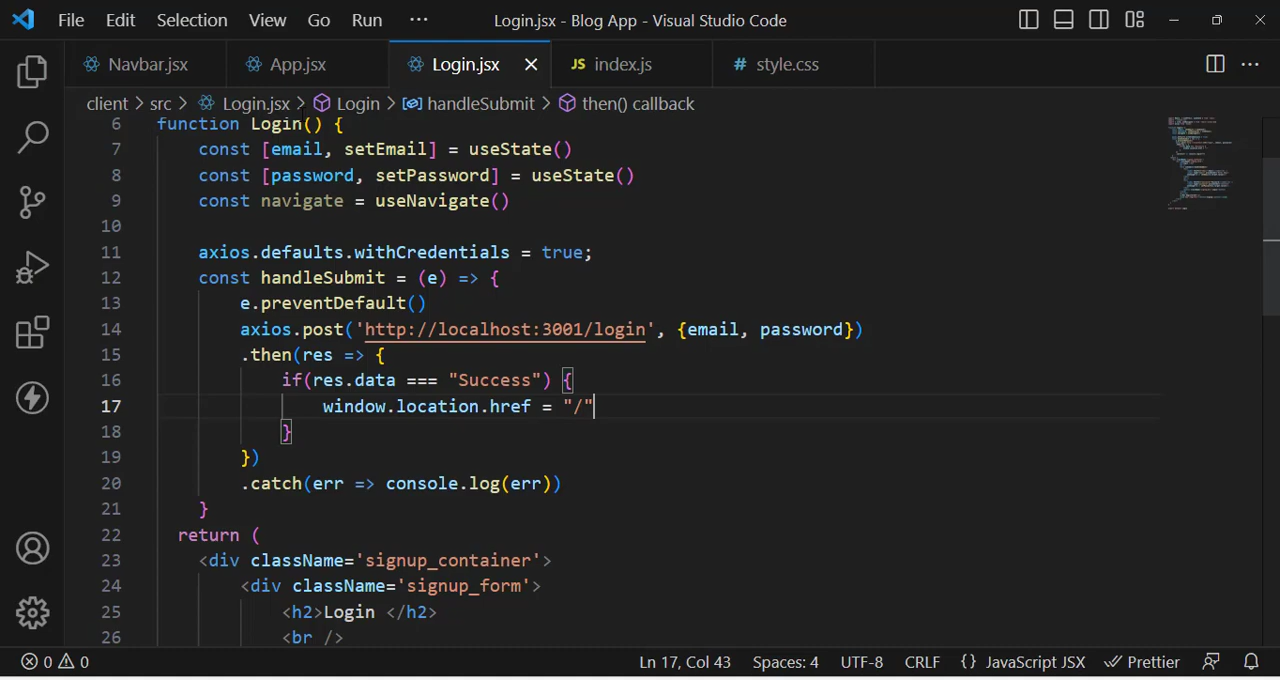 File Edit Selection View Go Run ··· Login.jsx - Blog App - Visual Studio Code
Navbar.jsx App.jsx Login.jsx JS index.js # style.css
client > src > Login.jsx > Login > handleSubmit > then() callback
6 function Login() {
7 const [email, setEmail] = useState()
8 const [password, setPassword] = useState()
9 const navigate = useNavigate()
10
11 axios.defaults.withCredentials = true;
12 const handleSubmit = (e) => {
13 e.preventDefault()
14 axios.post('http://localhost:3001/login', {email, password})
15 .then(res => {
16 if(res.data === "Success") {
17 window.location.href = "/"
18 }
19 })
20 .catch(err => console.log(err))
21 }
22 return (
23 <div className='signup_container'>
24 <div className='signup_form'>
25 <h2>Login </h2>
26 <br />
0 0 Ln 17, Col 43 Spaces: 4 UTF-8 CRLF {} JavaScript JSX Prettier